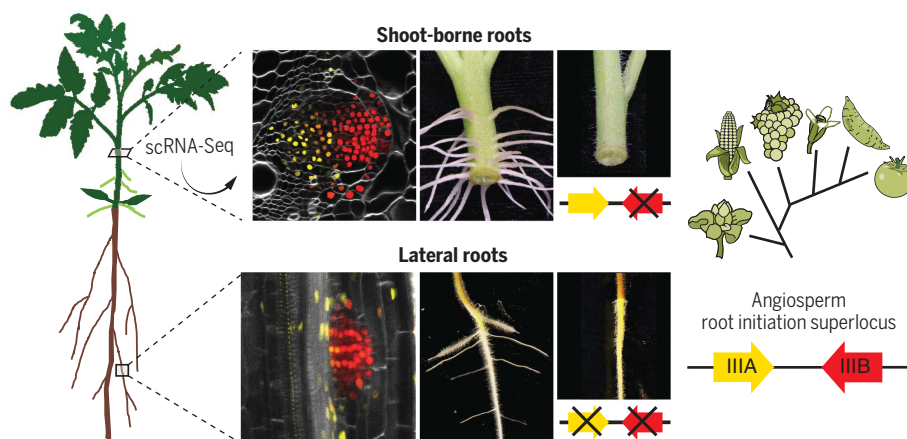 Shoot-borne roots
scRNA-Seq
Lateral roots
Angiosperm
root initiation superlocus
IIIA
IIIB